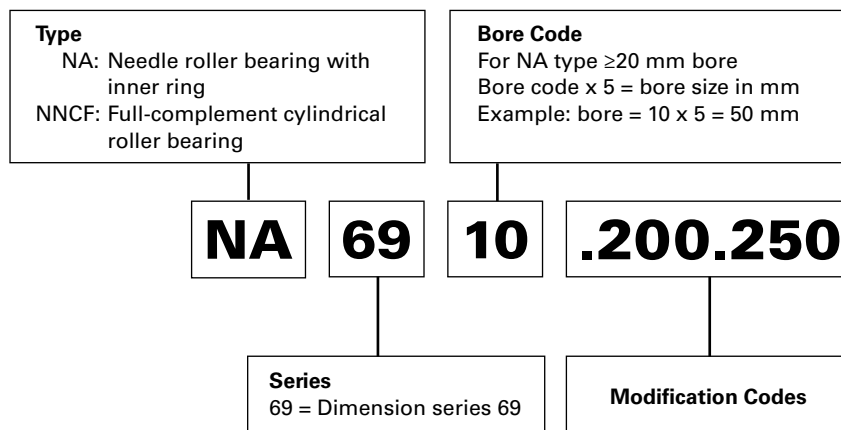 Type
NA: Needle roller bearing with
inner ring
NNCF: Full-complement cylindrical
roller bearing
Bore Code
For NA type ≥20 mm bore
Bore code x 5 = bore size in mm
Example: bore = 10 x 5 = 50 mm
NA 69 10 .200.250
Series
69 = Dimension series 69
Modification Codes